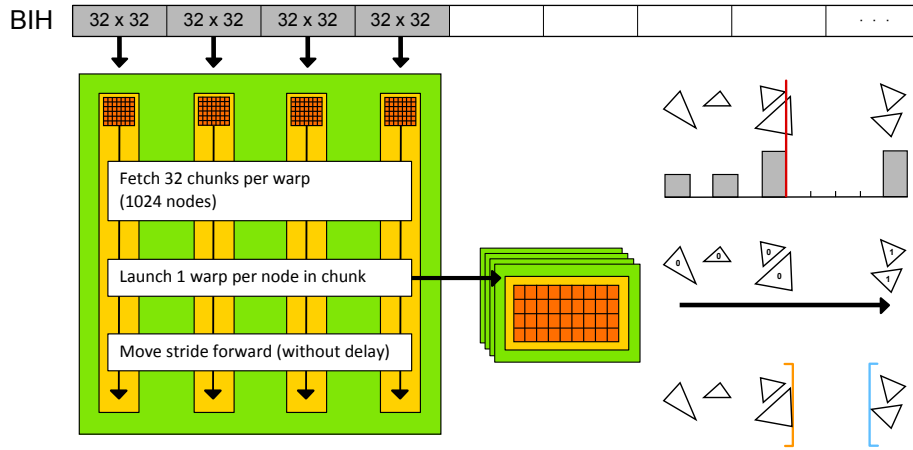 BIH
32 x 32
32 x 32
32 x 32
32 x 32
. . .
Fetch 32 chunks per warp
(1024 nodes)
Launch 1 warp per node in chunk
Move stride forward (without delay)
0
0
0
0
1
1